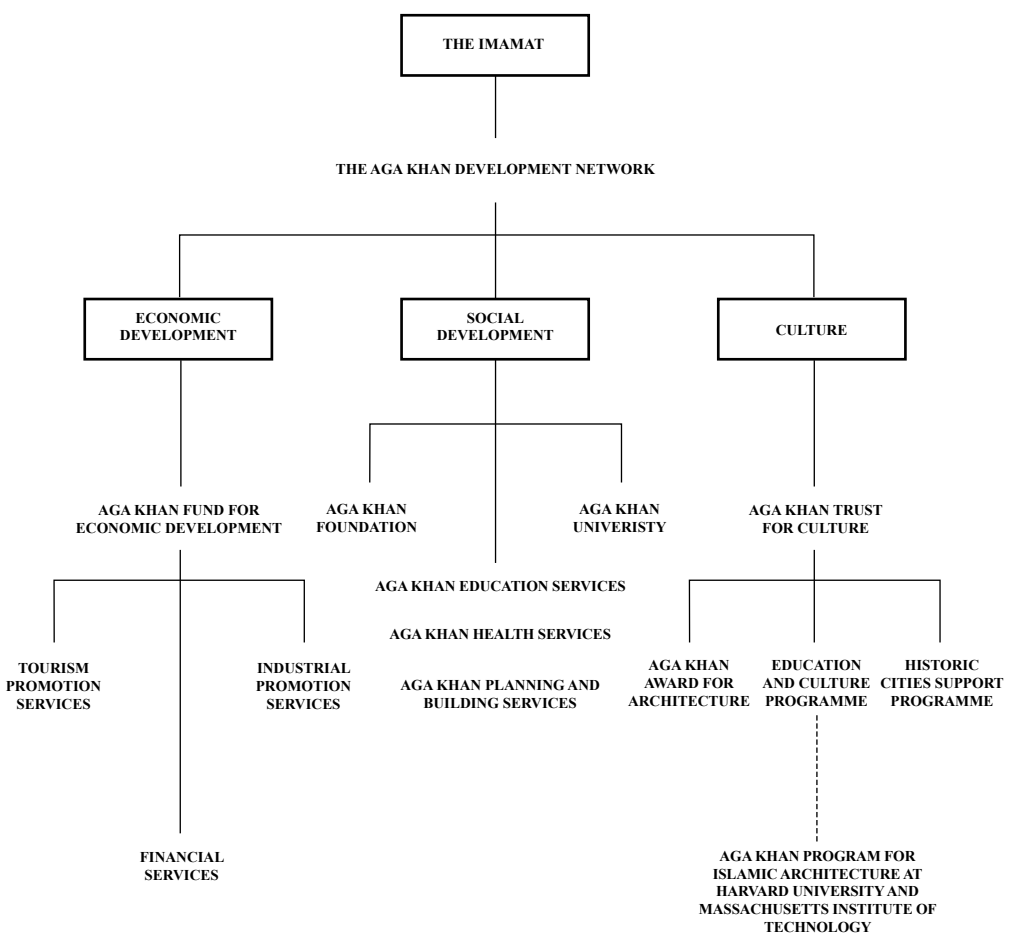 THE IMAMAT
THE AGA KHAN DEVELOPMENT NETWORK
ECONOMIC
DEVELOPMENT
SOCIAL
DEVELOPMENT
CULTURE
AGA KHAN FUND FOR
ECONOMIC DEVELOPMENT
AGA KHAN
FOUNDATION
AGA KHAN
UNIVERISTY
AGA KHAN TRUST
FOR CULTURE
AGA KHAN EDUCATION SERVICES
AGA KHAN HEALTH SERVICES
AGA KHAN PLANNING AND
BUILDING SERVICES
TOURISM
PROMOTION
SERVICES
INDUSTRIAL
PROMOTION
SERVICES
AGA KHAN
AWARD FOR
ARCHITECTURE
EDUCATION
AND CULTURE
PROGRAMME
HISTORIC
CITIES SUPPORT
PROGRAMME
FINANCIAL
SERVICES
AGA KHAN PROGRAM FOR
ISLAMIC ARCHITECTURE AT
HARVARD UNIVERSITY AND
MASSACHUSETTS INSTITUTE OF
TECHNOLOGY